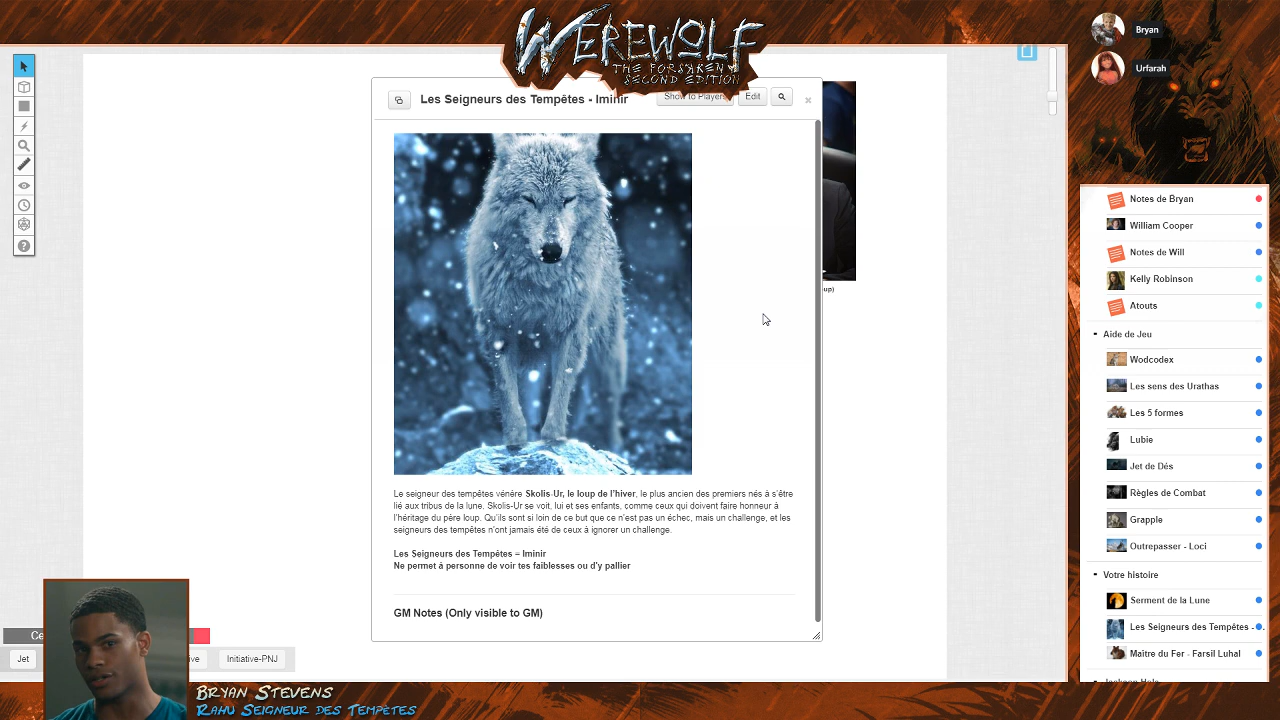 WEREWOLF
THE FORSAKEN
SECOND EDITION
Bryan
Urfarah
Les Seigneurs des Tempêtes - Iminir
Show to Players
Edit
up)
Le seigneur des tempêtes vénère Skolis-Ur, le loup de l'hiver, le plus ancien des premiers nés à s'être
lié aux tribus de la lune, Skolis-Ur se voit, lui et ses enfants, comme ceux qui doivent faire honneur à
l'héritage du père loup. Qu'ils sont si loin de ce but que ce n'est pas un échec, mais un challenge, et les
seigneurs des tempêtes n'ont jamais été de ceux à ignorer un challenge.
Les Seigneurs des Tempêtes = Iminir
Ne permet à personne de voir tes faiblesses ou d'y pallier
GM Notes (Only visible to GM)
Notes de Bryan
William Cooper
Notes de Will
Kelly Robinson
Atouts
Aide de Jeu
Wodcodex
Les sens des Urathas
Les 5 formes
Lubie
Jet de Dés
Règles de Combat
Grapple
Outrepasser - Loci
Votre histoire
Serment de la Lune
Les Seigneurs des Tempêtes - ...
Maître du Fer - Farsil Luhal
Ce
Jet
ive
Initiative-PNJ
Bryan Stevens
Rahu Seigneur des Tempêtes